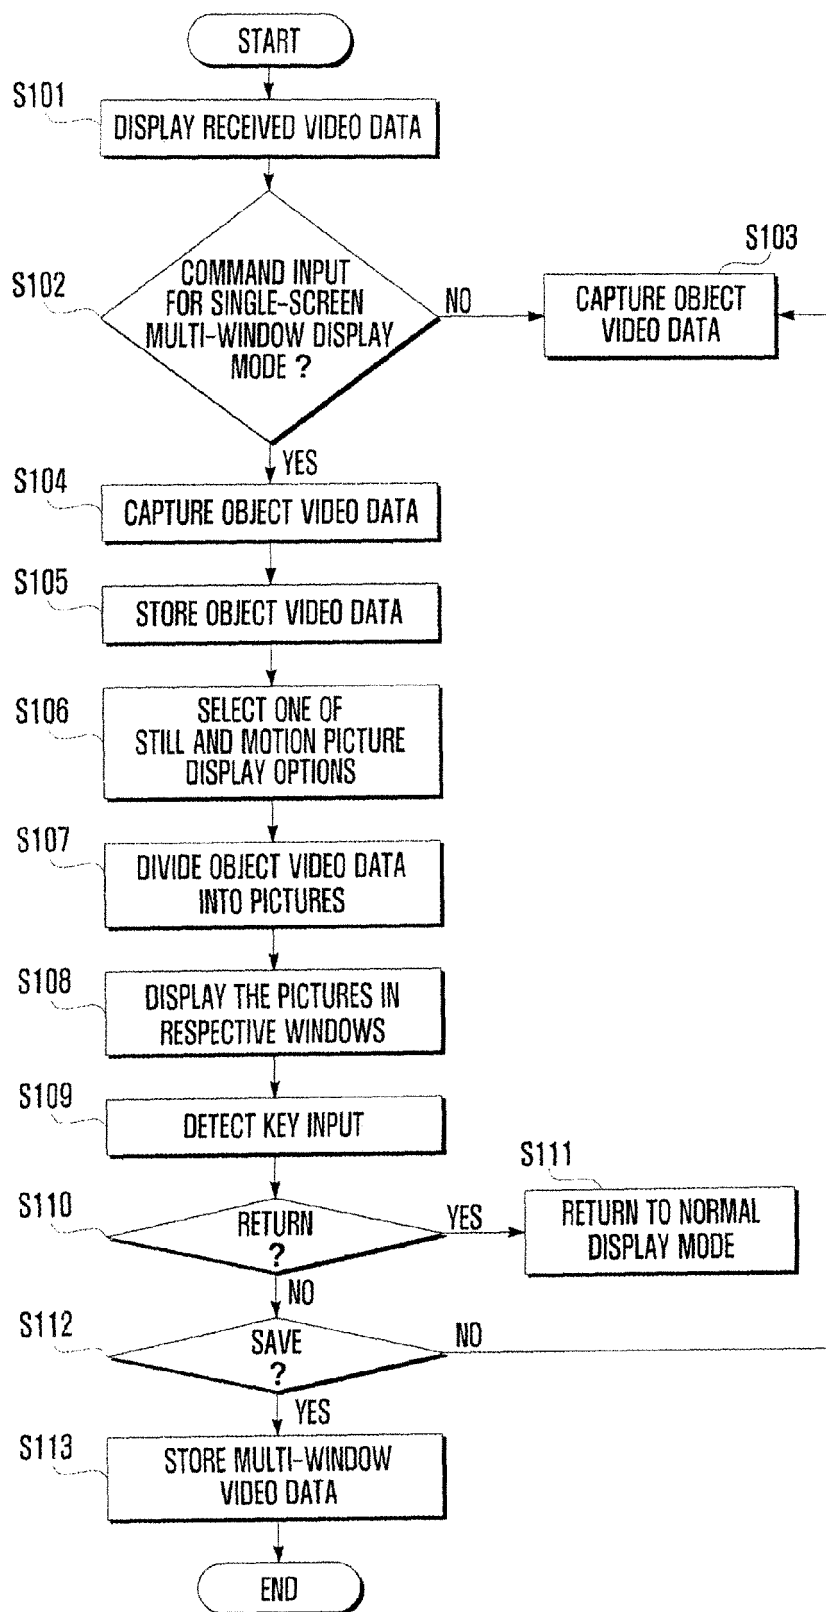 START
S101
DISPLAY RECEIVED VIDEO DATA
S102
COMMAND INPUT
FOR SINGLE-SCREEN
MULTI-WINDOW DISPLAY
MODE ?
NO
S103
CAPTURE OBJECT
VIDEO DATA
YES
S104
CAPTURE OBJECT VIDEO DATA
S105
STORE OBJECT VIDEO DATA
S106
SELECT ONE OF
STILL AND MOTION PICTURE
DISPLAY OPTIONS
S107
DIVIDE OBJECT VIDEO DATA
INTO PICTURES
S108
DISPLAY THE PICTURES IN
RESPECTIVE WINDOWS
S109
DETECT KEY INPUT
S110
RETURN
?
YES
S111
RETURN TO NORMAL
DISPLAY MODE
NO
S112
SAVE
?
NO
YES
S113
STORE MULTI-WINDOW
VIDEO DATA
END